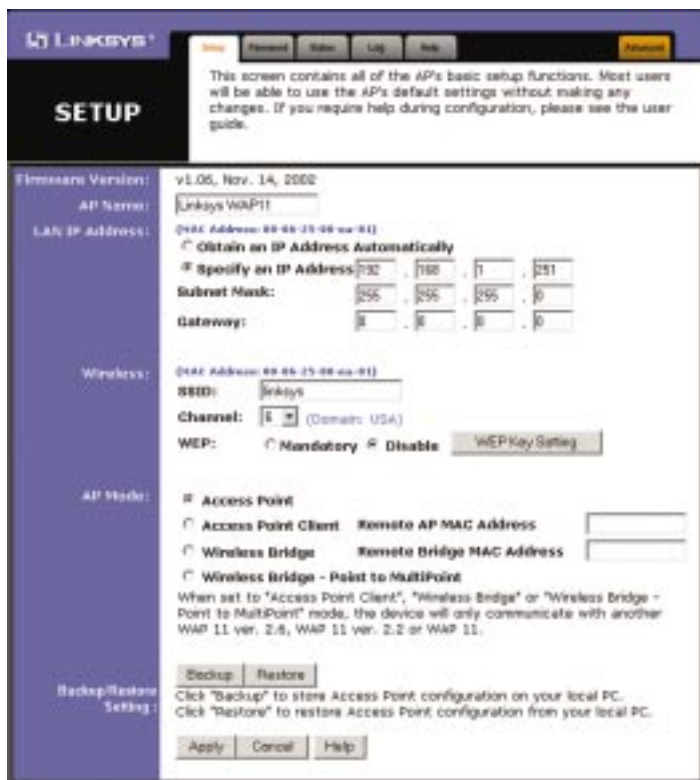 LINKSYS®
Setup Password Status Log Help Advanced
SETUP
This screen contains all of the AP's basic setup functions. Most users
will be able to use the AP's default settings without making any
changes. If you require help during configuration, please see the user
guide.
Firmware Version: v1.06, Nov. 14, 2002
AP Name: Linksys WAP11
LAN IP Address: (MAC Address:
Obtain an IP Address Automatically
Specify an IP Address 192 . 168 . 1 . 251
Subnet Mask: 255 . 255 . 255 . 0
Gateway: 0 . 0 . 0 . 0
Wireless: (MAC Address:
SSID: linksys
Channel: 6 (Domain: USA)
WEP: Mandatory Disable WEP Key Setting
AP Mode: Access Point
Access Point Client Remote AP MAC Address
Wireless Bridge Remote Bridge MAC Address
Wireless Bridge - Point to MultiPoint
When set to "Access Point Client", "Wireless Bridge" or "Wireless Bridge -
Point to MultiPoint" mode, the device will only communicate with another
WAP 11 ver. 2.6, WAP 11 ver. 2.2 or WAP 11.
Backup/Restore Setting :
Backup Restore
Click "Backup" to store Access Point configuration on your local PC.
Click "Restore" to restore Access Point configuration from your local PC.
Apply Cancel Help